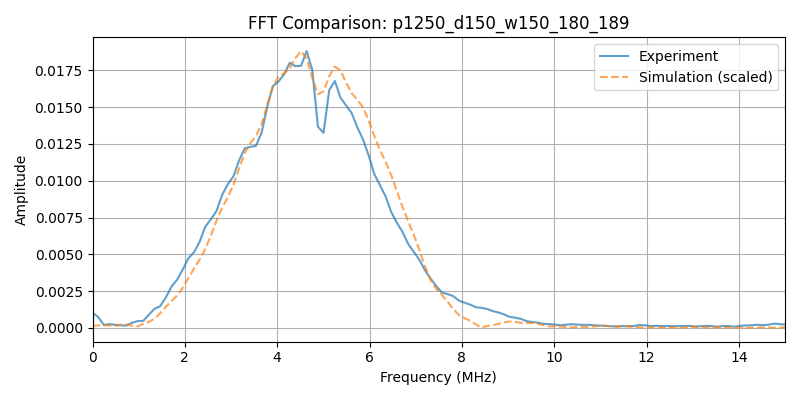 FFT Comparison: p1250_d150_w150_180_189
Experiment
Simulation (scaled)
Amplitude
0.0175
0.0150
0.0125
0.0100
0.0075
0.0050
0.0025
0.0000
0 2 4 6 8 10 12 14
Frequency (MHz)